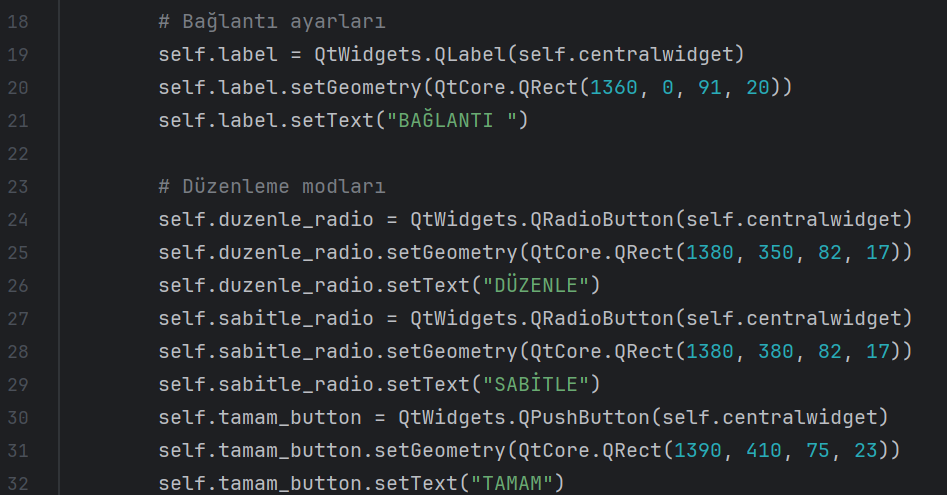 18 # Bağlantı ayarları
19 self.label = QtWidgets.QLabel(self.centralwidget)
20 self.label.setGeometry(QtCore.QRect(1360, 0, 91, 20))
21 self.label.setText("BAĞLANTI ")
22
23 # Düzenleme modları
24 self.duzenle_radio = QtWidgets.QRadioButton(self.centralwidget)
25 self.duzenle_radio.setGeometry(QtCore.QRect(1380, 350, 82, 17))
26 self.duzenle_radio.setText("DÜZENLE")
27 self.sabitle_radio = QtWidgets.QRadioButton(self.centralwidget)
28 self.sabitle_radio.setGeometry(QtCore.QRect(1380, 380, 82, 17))
29 self.sabitle_radio.setText("SABİTLE")
30 self.tamam_button = QtWidgets.QPushButton(self.centralwidget)
31 self.tamam_button.setGeometry(QtCore.QRect(1390, 410, 75, 23))
32 self.tamam_button.setText("TAMAM")